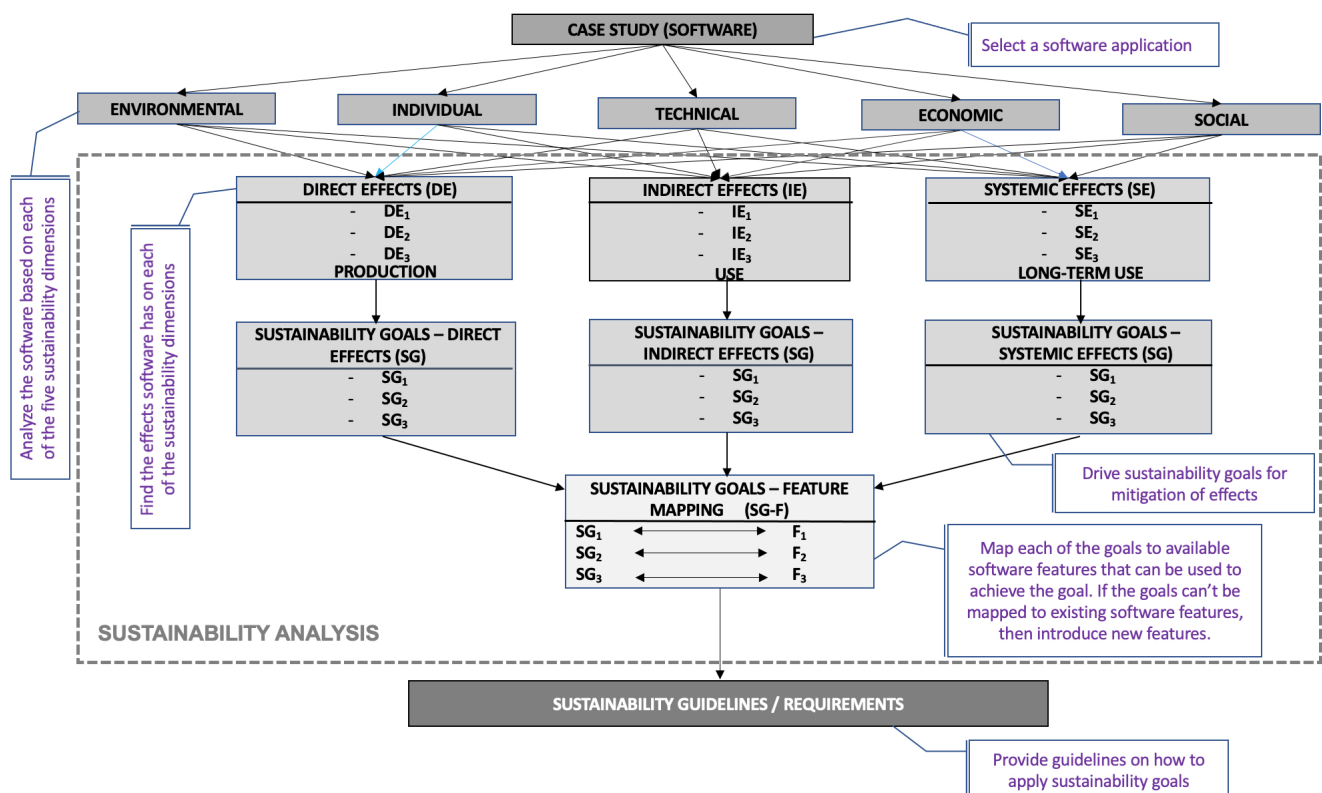 CASE STUDY (SOFTWARE)
Select a software application
ENVIRONMENTAL
INDIVIDUAL
TECHNICAL
ECONOMIC
SOCIAL
Analyze the software based on each
of the five sustainability dimensions
Find the effects software has on each
of the sustainability dimensions
DIRECT EFFECTS (DE)
- DE₁
- DE₂
- DE₃
PRODUCTION
INDIRECT EFFECTS (IE)
- IE₁
- IE₂
- IE₃
USE
SYSTEMIC EFFECTS (SE)
- SE₁
- SE₂
- SE₃
LONG-TERM USE
SUSTAINABILITY GOALS – DIRECT
EFFECTS (SG)
- SG₁
- SG₂
- SG₃
SUSTAINABILITY GOALS –
INDIRECT EFFECTS (SG)
- SG₁
- SG₂
- SG₃
SUSTAINABILITY GOALS –
SYSTEMIC EFFECTS (SG)
- SG₁
- SG₂
- SG₃
Drive sustainability goals for
mitigation of effects
SUSTAINABILITY GOALS – FEATURE
MAPPING (SG-F)
SG₁ F₁
SG₂ F₂
SG₃ F₃
Map each of the goals to available
software features that can be used to
achieve the goal. If the goals can't be
mapped to existing software features,
then introduce new features.
SUSTAINABILITY ANALYSIS
SUSTAINABILITY GUIDELINES / REQUIREMENTS
Provide guidelines on how to
apply sustainability goals